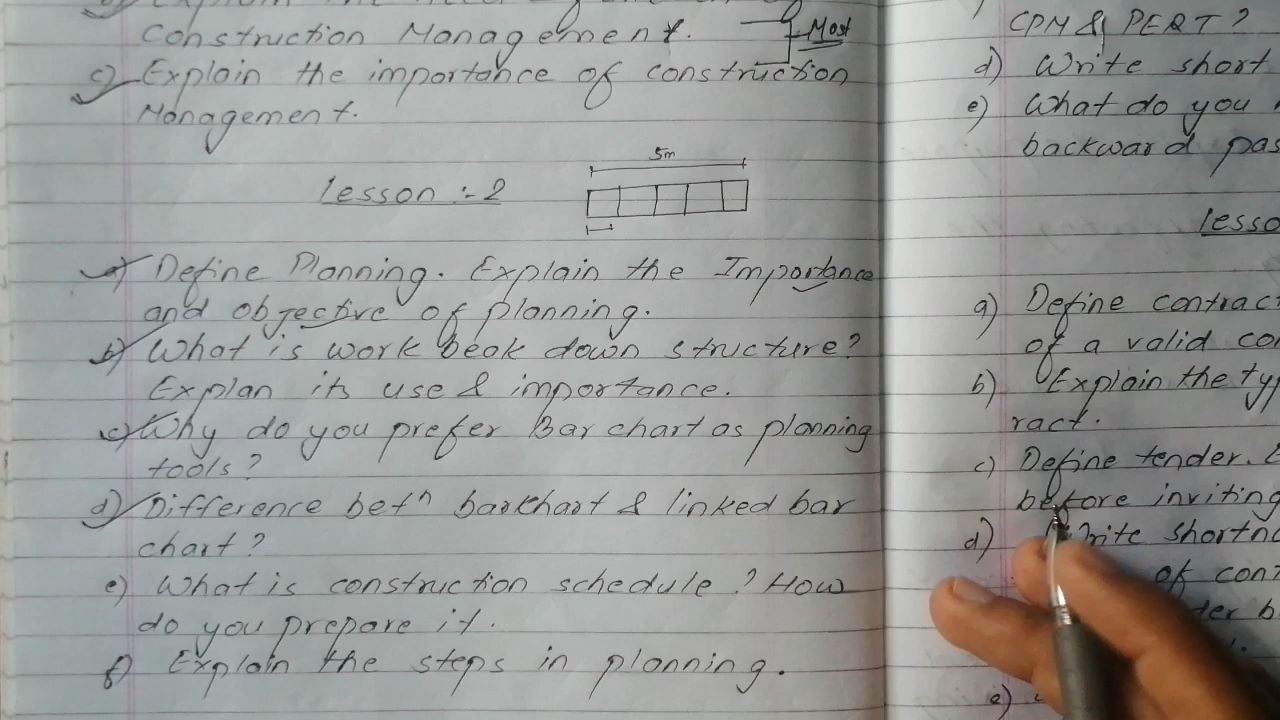 Construction Management.
Most
c) Explain the importance of construction
Management.
Lesson :- 2
5m
a) Define Planning. Explain the Importance
and objective of planning.
b) What is work beak down structure?
Explan its use & importance.
c) Why do you prefer Bar chart as planning
tools?
d) Difference betn barchart & linked bar
chart?
e) What is construction schedule? How
do you prepare it.
f) Explain the steps in planning.
CPM & PERT?
d) Write short
e) What do you
backward pas
Lesso
a) Define contrac
of a valid co
b) Explain the typ
ract.
c) Define tender.
before inviting
d) Write shortno
of con
der b
e)